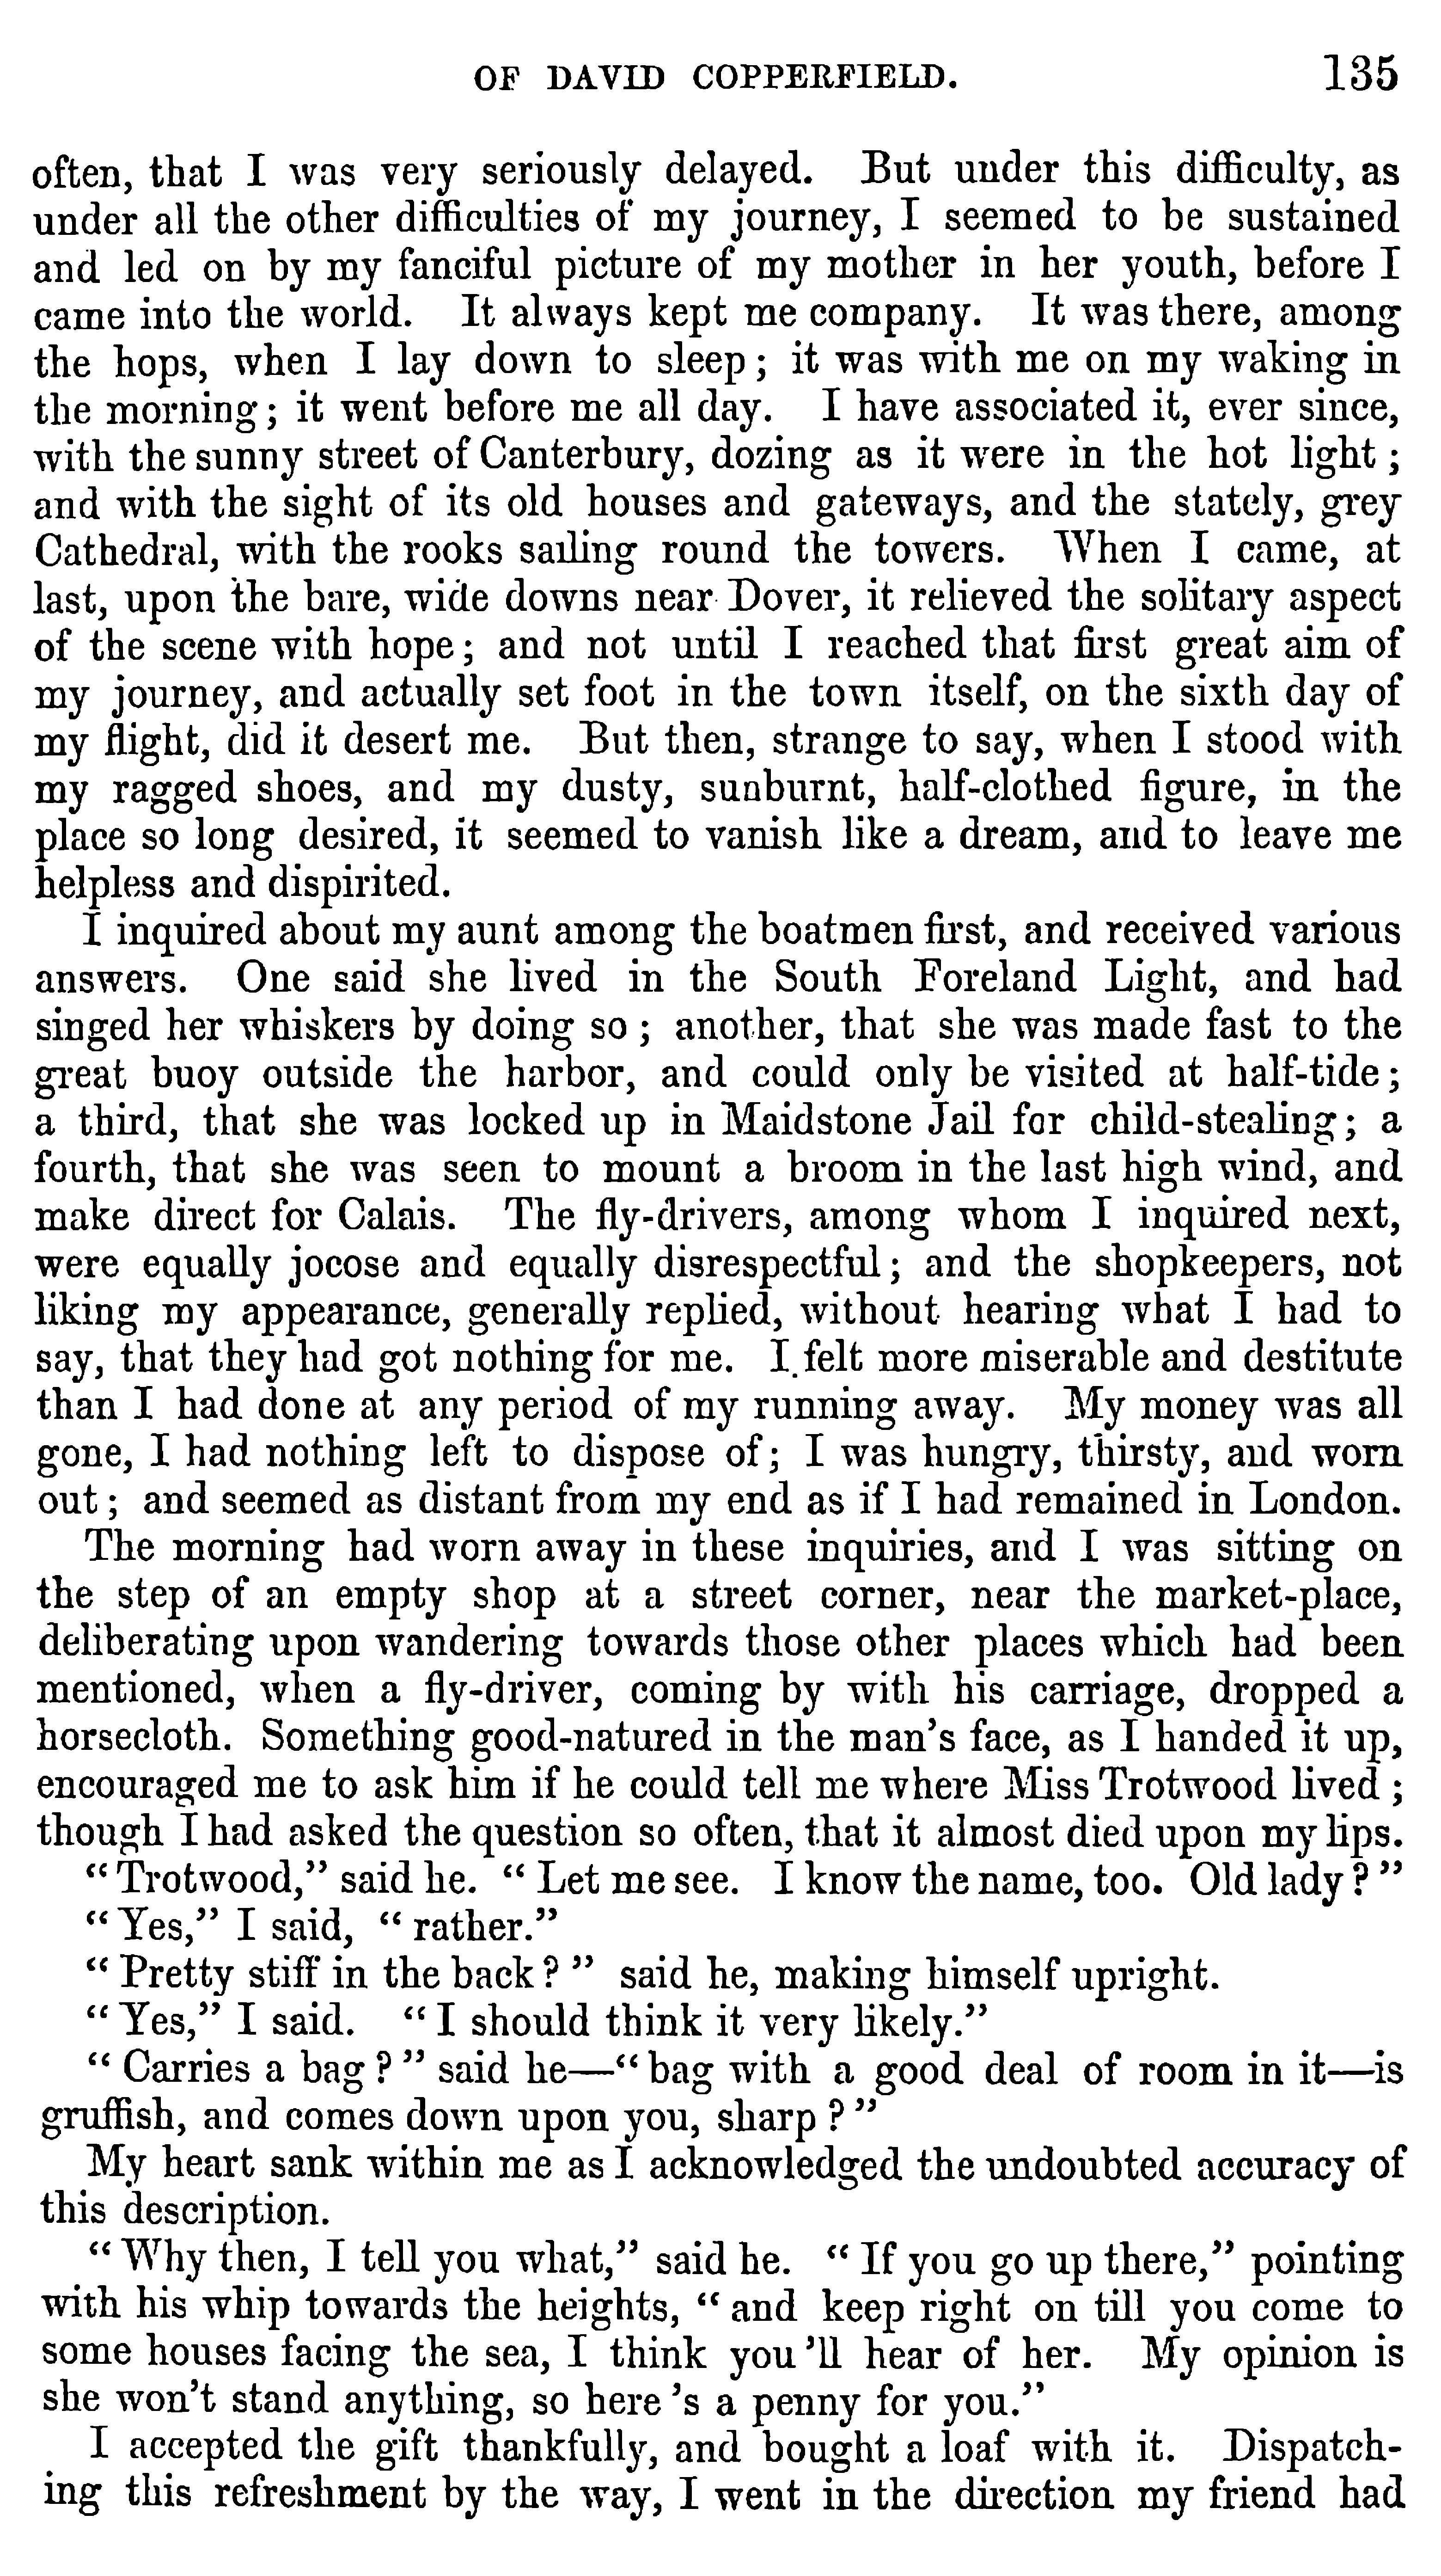 OF DAVID COPPERFIELD. 135
often, that I was very seriously delayed. But under this difficulty, as
under all the other difficulties of my journey, I seemed to be sustained
and led on by my fanciful picture of my mother in her youth, before I
came into the world. It always kept me company. It was there, among
the hops, when I lay down to sleep; it was with me on my waking in
the morning; it went before me all day. I have associated it, ever since,
with the sunny street of Canterbury, dozing as it were in the hot light;
and with the sight of its old houses and gateways, and the stately, grey
Cathedral, with the rooks sailing round the towers. When I came, at
last, upon the bare, wide downs near Dover, it relieved the solitary aspect
of the scene with hope; and not until I reached that first great aim of
my journey, and actually set foot in the town itself, on the sixth day of
my flight, did it desert me. But then, strange to say, when I stood with
my ragged shoes, and my dusty, sunburnt, half-clothed figure, in the
place so long desired, it seemed to vanish like a dream, and to leave me
helpless and dispirited.
I inquired about my aunt among the boatmen first, and received various
answers. One said she lived in the South Foreland Light, and had
singed her whiskers by doing so; another, that she was made fast to the
great buoy outside the harbor, and could only be visited at half-tide;
a third, that she was locked up in Maidstone Jail for child-stealing; a
fourth, that she was seen to mount a broom in the last high wind, and
make direct for Calais. The fly-drivers, among whom I inquired next,
were equally jocose and equally disrespectful; and the shopkeepers, not
liking my appearance, generally replied, without hearing what I had to
say, that they had got nothing for me. I felt more miserable and destitute
than I had done at any period of my running away. My money was all
gone, I had nothing left to dispose of; I was hungry, thirsty, and worn
out; and seemed as distant from my end as if I had remained in London.
The morning had worn away in these inquiries, and I was sitting on
the step of an empty shop at a street corner, near the market-place,
deliberating upon wandering towards those other places which had been
mentioned, when a fly-driver, coming by with his carriage, dropped a
horsecloth. Something good-natured in the man's face, as I handed it up,
encouraged me to ask him if he could tell me where Miss Trotwood lived;
though I had asked the question so often, that it almost died upon my lips.
"Trotwood," said he. "Let me see. I know the name, too. Old lady?"
"Yes," I said, "rather."
"Pretty stiff in the back?" said he, making himself upright.
"Yes," I said. "I should think it very likely."
"Carries a bag?" said he—"bag with a good deal of room in it—is
gruffish, and comes down upon you, sharp?"
My heart sank within me as I acknowledged the undoubted accuracy of
this description.
"Why then, I tell you what," said he. "If you go up there," pointing
with his whip towards the heights, "and keep right on till you come to
some houses facing the sea, I think you'll hear of her. My opinion is
she won't stand anything, so here's a penny for you."
I accepted the gift thankfully, and bought a loaf with it. Dispatch-
ing this refreshment by the way, I went in the direction my friend had